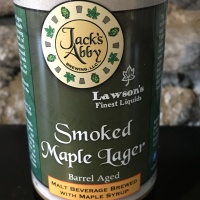 Jack's
Abby
BREWING, LLC
Lawson's
Finest Liquids
Smoked
Maple Lager
Barrel Aged
MALT BEVERAGE BREWED
WITH MAPLE SYRUP